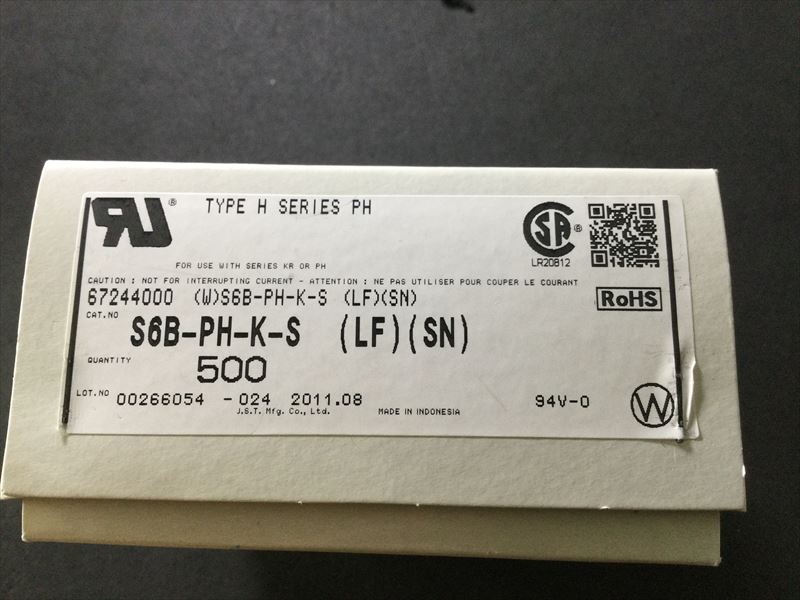 RU ® TYPE H SERIES PH
SA ®
LR20812
FOR USE WITH SERIES KR OR PH
CAUTION : NOT FOR INTERRUPTING CURRENT - ATTENTION : NE PAS UTILISER POUR COUPER LE COURANT
67244000 (W)S6B-PH-K-S (LF)(SN)
RoHS
CAT.NO
S6B-PH-K-S (LF)(SN)
QUANTITY
500
LOT.NO 00266054 -024 2011.08 94V-0 W
J.S.T. Mfg. Co., Ltd. MADE IN INDONESIA